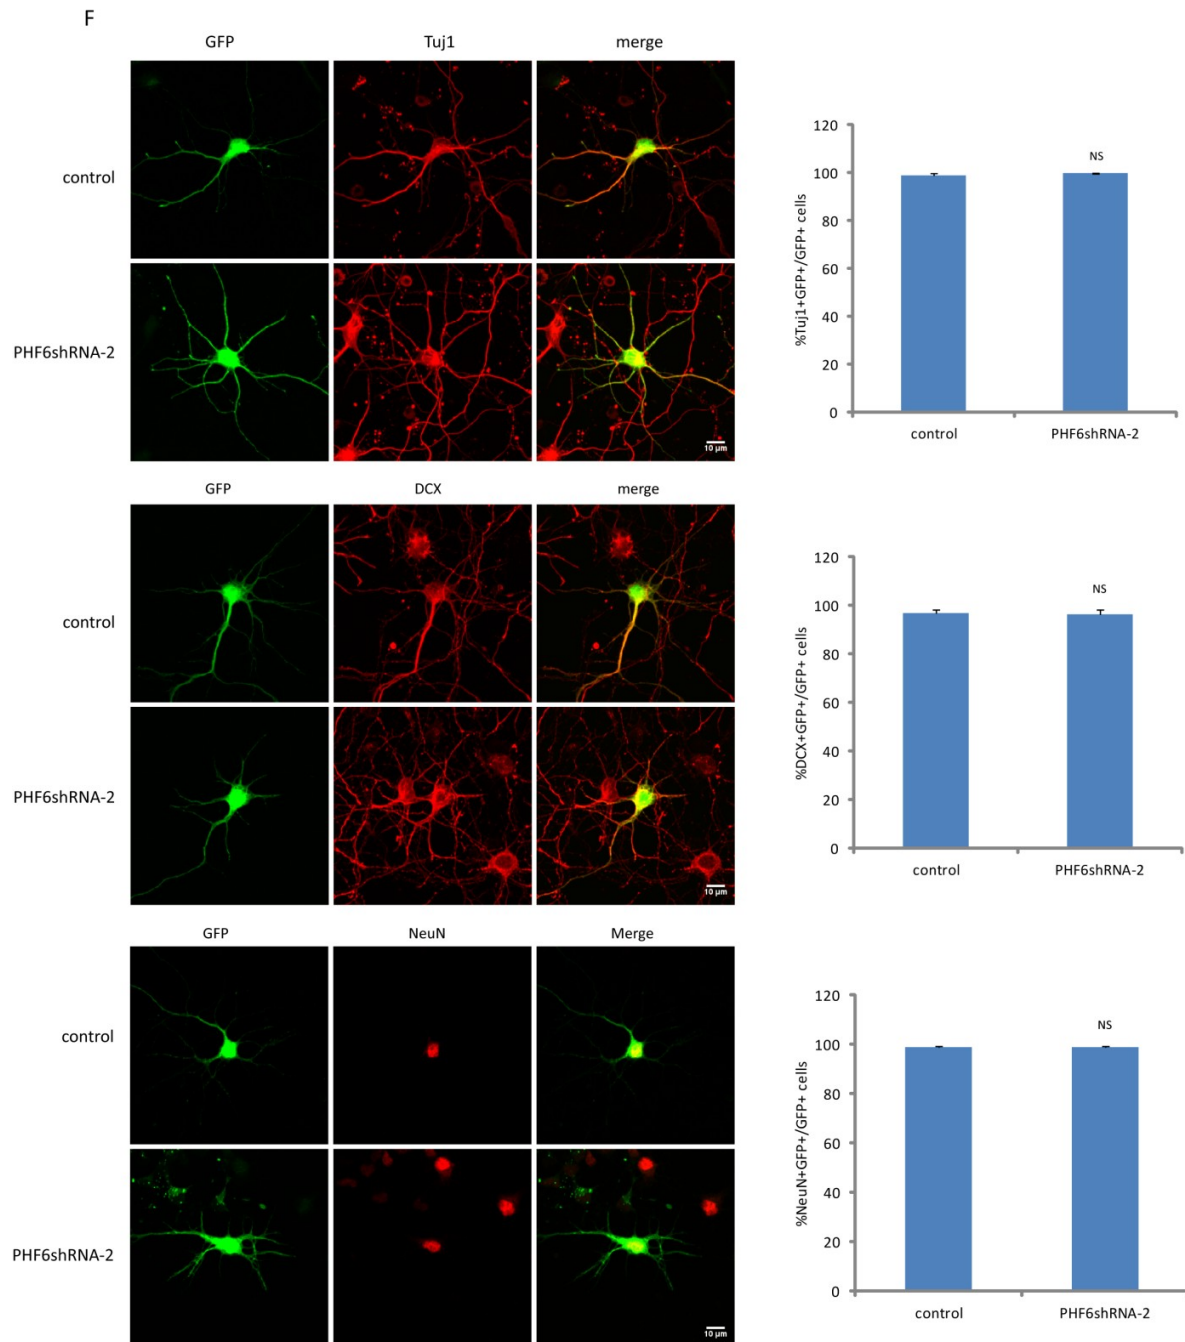 F
GFP Tuj1 merge
control
PHF6shRNA-2
10 µm
120
100
80
60
40
20
0
%Tuj1+GFP+/GFP+ cells
NS
control PHF6shRNA-2
GFP DCX merge
control
PHF6shRNA-2
10 µm
120
100
80
60
40
20
0
%DCX+GFP+/GFP+ cells
NS
control PHF6shRNA-2
GFP NeuN Merge
control
PHF6shRNA-2
10 µm
120
100
80
60
40
20
0
%NeuN+GFP+/GFP+ cells
NS
control PHF6shRNA-2